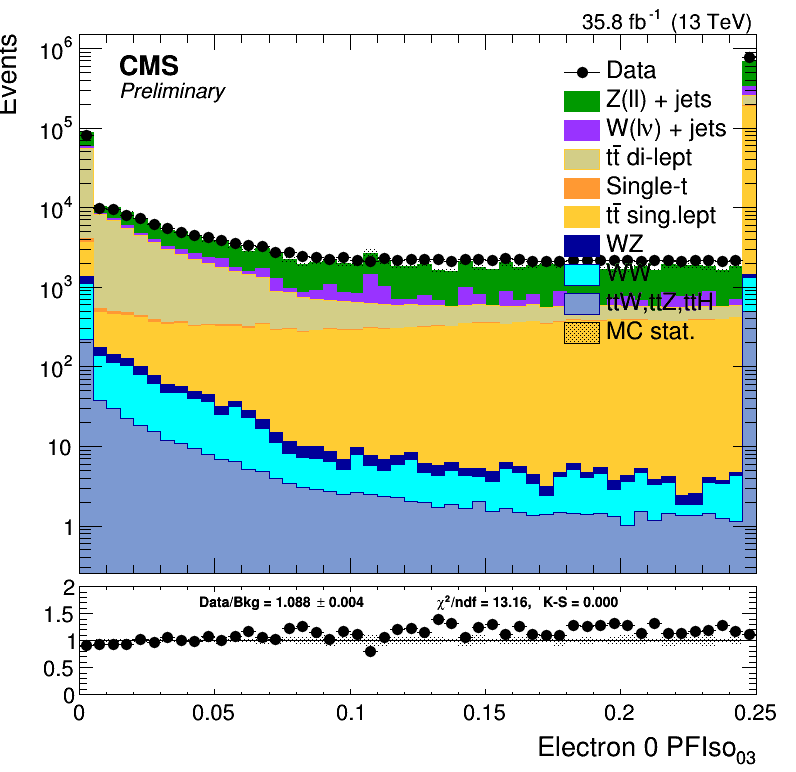 35.8 fb⁻¹ (13 TeV)
Events
CMS
Preliminary
Data
Z(ll) + jets
W(lν) + jets
tt̄ di-lept
Single-t
tt̄ sing.lept
WZ
WW
ttW,ttZ,ttH
MC stat.
10⁶
10⁵
10⁴
10³
10²
10
1
Data/Bkg = 1.088 ± 0.004 χ²/ndf = 13.16, K-S = 0.000
2
1.5
1
0.5
0
0 0.05 0.1 0.15 0.2 0.25
Electron 0 PFIso₀₃